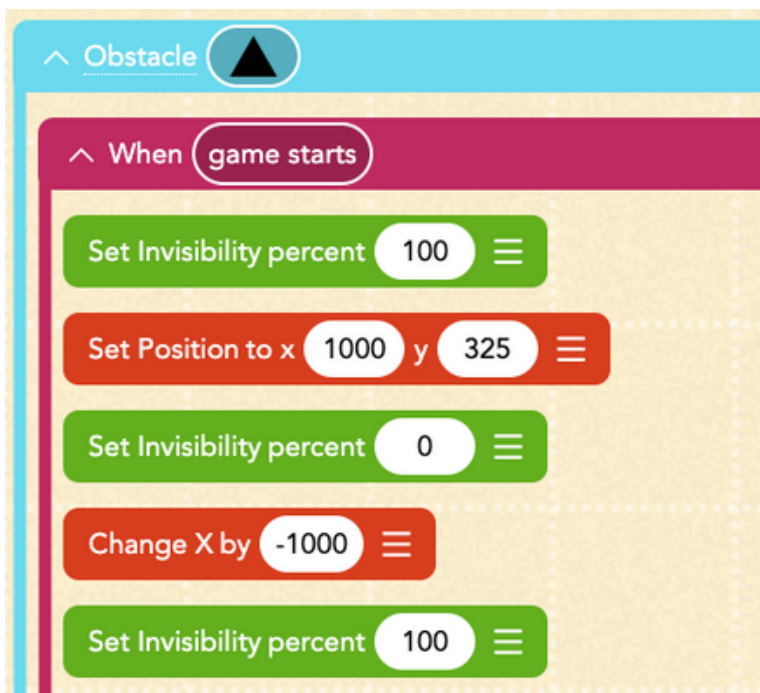 Obstacle
When game starts
Set Invisibility percent 100
Set Position to x 1000 y 325
Set Invisibility percent 0
Change X by -1000
Set Invisibility percent 100